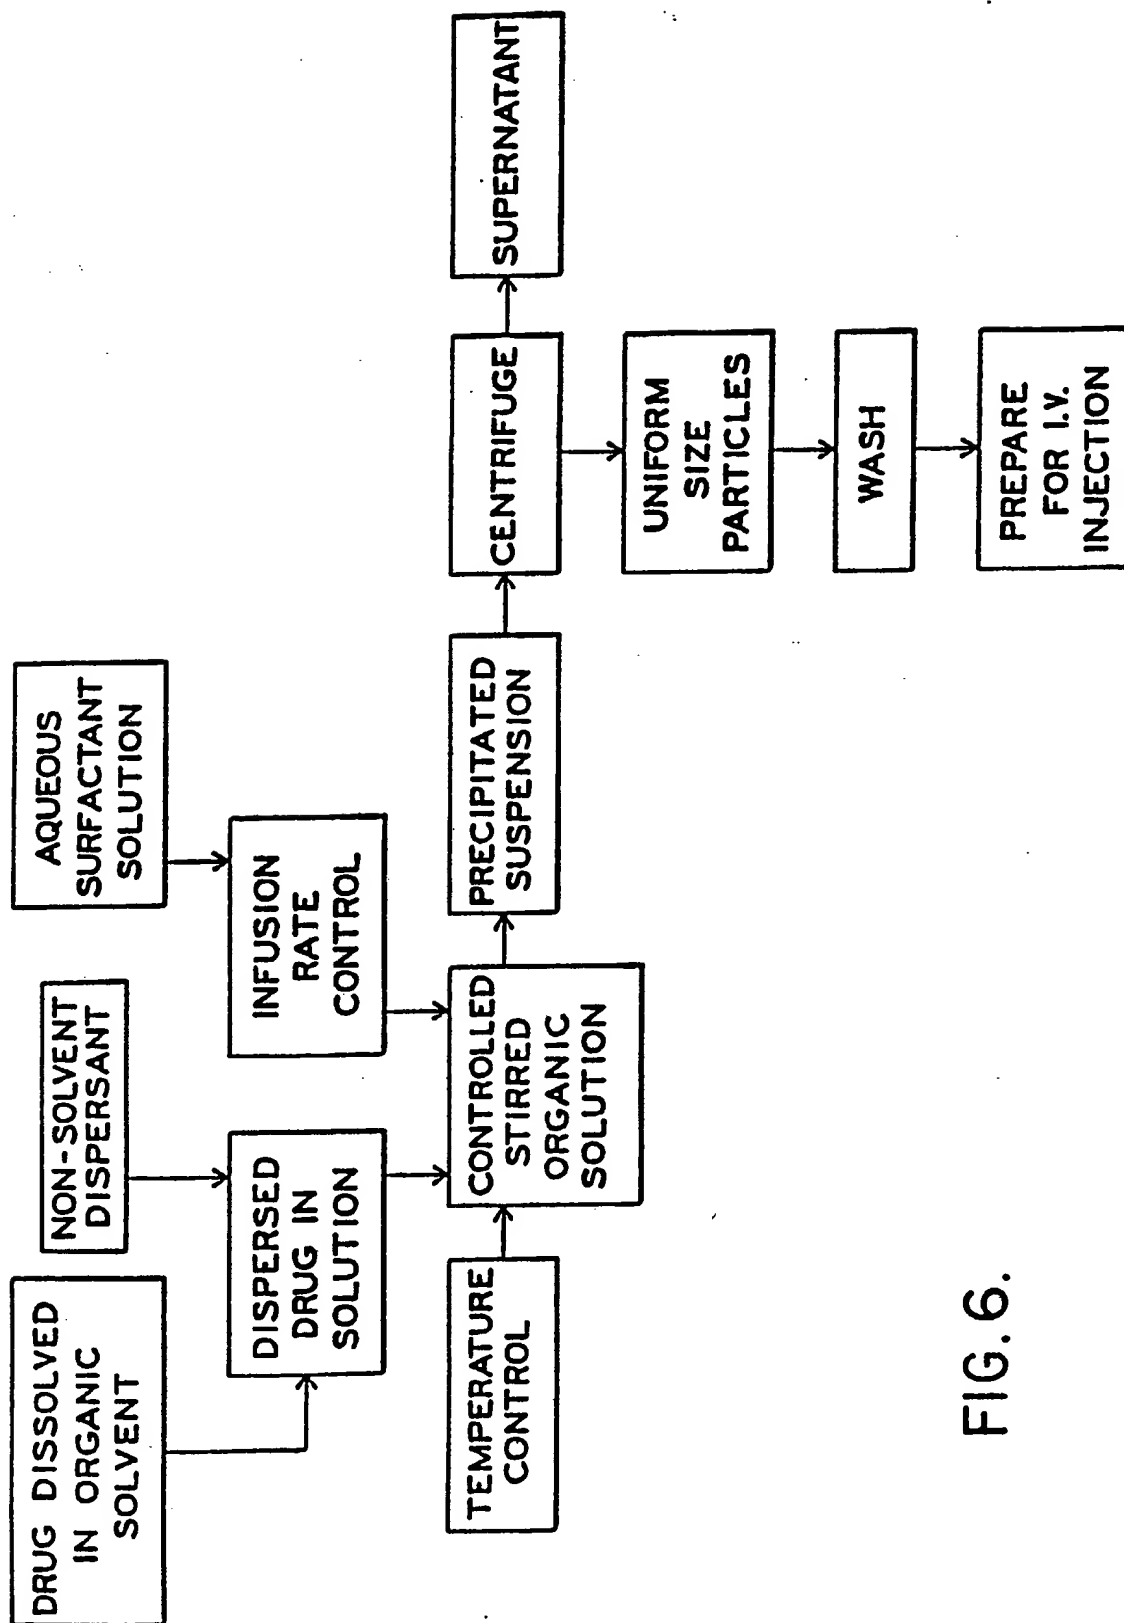 DRUG DISSOLVED
IN ORGANIC
SOLVENT
NON-SOLVENT
DISPERSANT
AQUEOUS
SURFACTANT
SOLUTION
DISPERSED
DRUG IN
SOLUTION
INFUSION
RATE
CONTROL
TEMPERATURE
CONTROL
CONTROLLED
STIRRED
ORGANIC
SOLUTION
PRECIPITATED
SUSPENSION
CENTRIFUGE
SUPERNATANT
UNIFORM
SIZE
PARTICLES
WASH
PREPARE
FOR I.V.
INJECTION
FIG. 6.